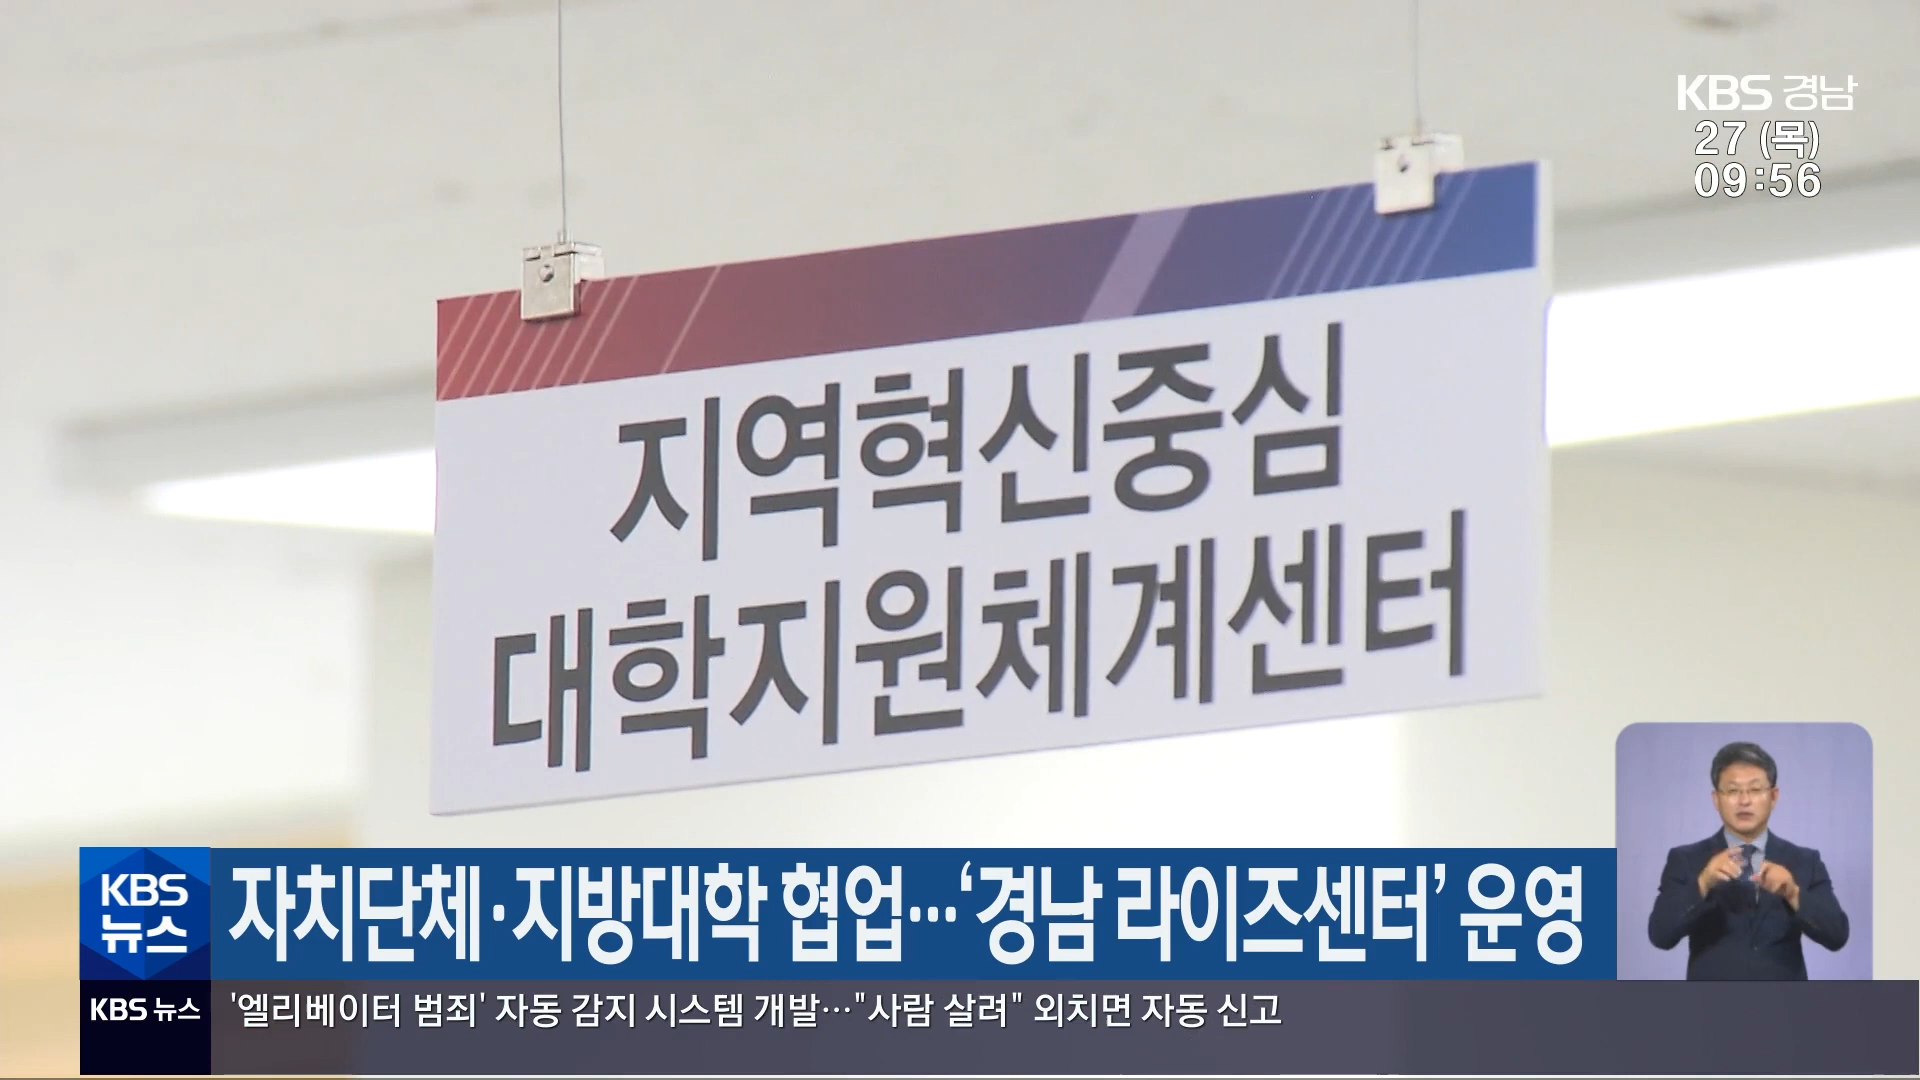 KBS 경남
27 (목)
09:56
지역혁신중심
대학지원체계센터
KBS
뉴스
자치단체·지방대학 협업…‘경남 라이즈센터’ 운영
KBS 뉴스
'엘리베이터 범죄' 자동 감지 시스템 개발…"사람 살려" 외치면 자동 신고